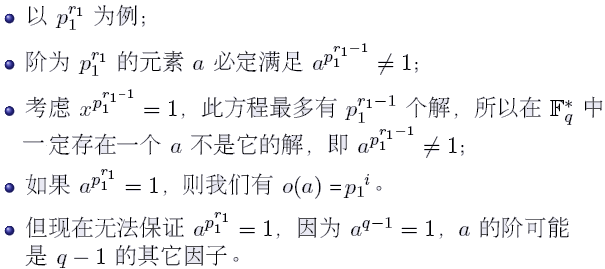 以 $p_1^{r_1}$ 为例；
阶为 $p_1^{r_1}$ 的元素 $a$ 必定满足 $a^{p_1^{r_1-1}} \neq 1$；
考虑 $x^{p_1^{r_1-1}} = 1$，此方程最多有 $p_1^{r_1-1}$ 个解，所以在 $\mathbb{F}_q^*$ 中
一定存在一个 $a$ 不是它的解，即 $a^{p_1^{r_1-1}} \neq 1$；
如果 $a^{p_1^{r_1}} = 1$，则我们有 $o(a) = p_1^i$。
但现在无法保证 $a^{p_1^{r_1}} = 1$，因为 $a^{q-1} = 1$，$a$ 的阶可能
是 $q-1$ 的其它因子。